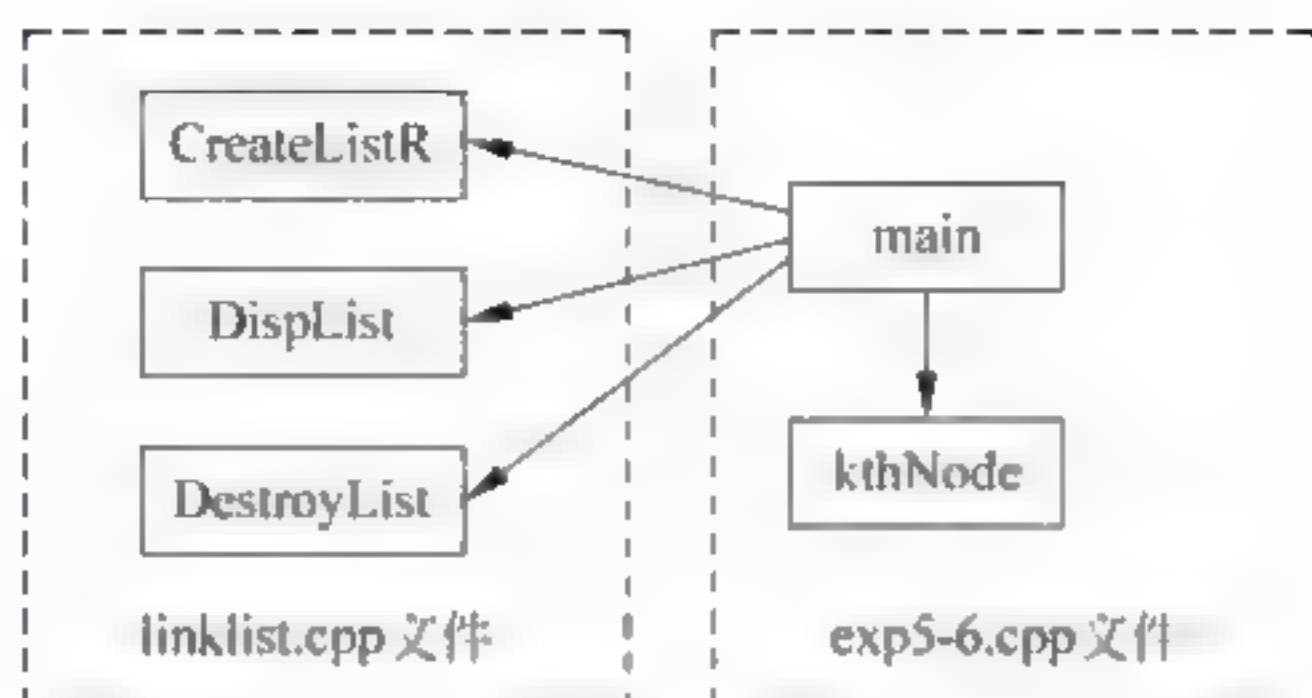 CreateListR
DispList
DestroyList
linklist.cpp 文件
main
kthNode
exp5-6.cpp 文件